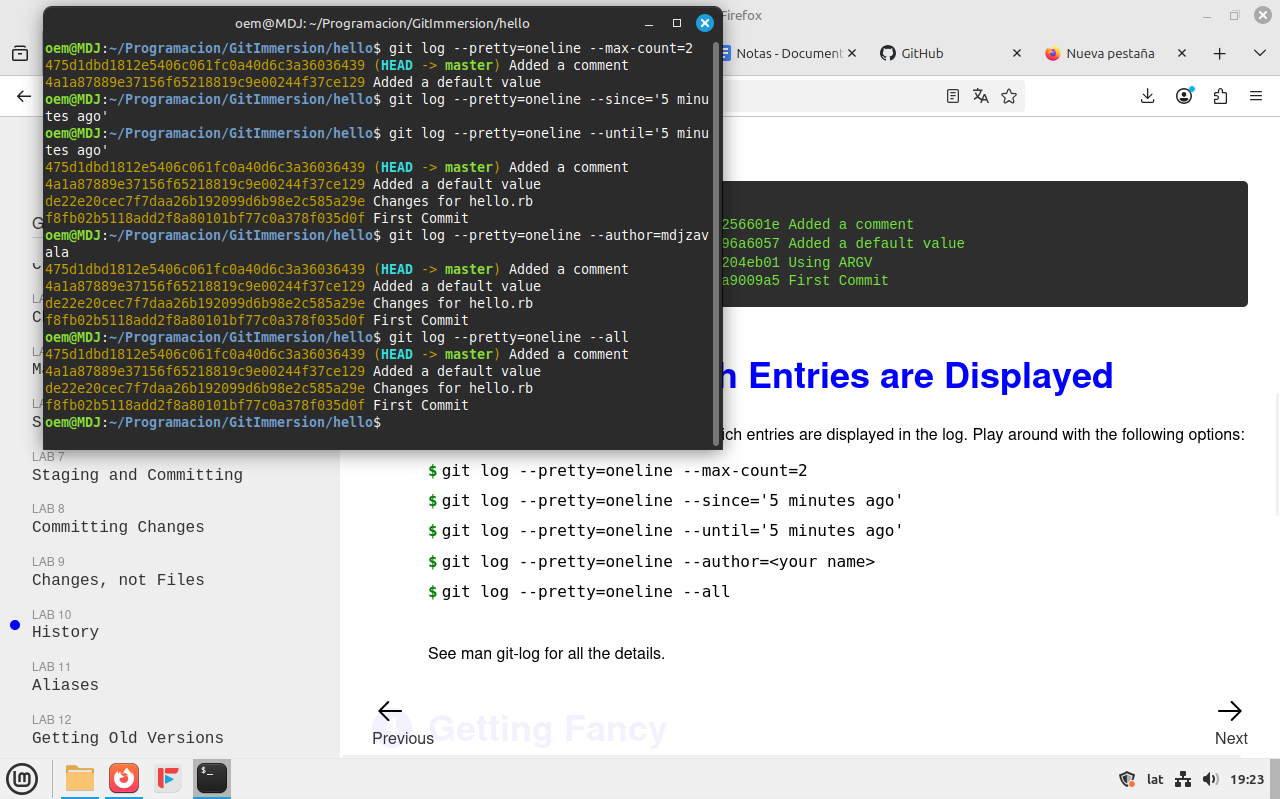 oem@MDJ: ~/Programacion/GitImmersion/hello
Firefox
oem@MDJ:~/Programacion/GitImmersion/hello$ git log --pretty=oneline --max-count=2
475d1dbd1812e5406c061fc0a40d6c3a36036439 (HEAD -> master) Added a comment
4a1a87889e37156f65218819c9e00244f37ce129 Added a default value
oem@MDJ:~/Programacion/GitImmersion/hello$ git log --pretty=oneline --since='5 minu
tes ago'
oem@MDJ:~/Programacion/GitImmersion/hello$ git log --pretty=oneline --until='5 minu
tes ago'
475d1dbd1812e5406c061fc0a40d6c3a36036439 (HEAD -> master) Added a comment
4a1a87889e37156f65218819c9e00244f37ce129 Added a default value
de22e20cec7f7daa26b192099d6b98e2c585a29e Changes for hello.rb
f8fb02b5118add2f8a80101bf77c0a378f035d0f First Commit
oem@MDJ:~/Programacion/GitImmersion/hello$ git log --pretty=oneline --author=mdjzav
ala
475d1dbd1812e5406c061fc0a40d6c3a36036439 (HEAD -> master) Added a comment
4a1a87889e37156f65218819c9e00244f37ce129 Added a default value
de22e20cec7f7daa26b192099d6b98e2c585a29e Changes for hello.rb
f8fb02b5118add2f8a80101bf77c0a378f035d0f First Commit
oem@MDJ:~/Programacion/GitImmersion/hello$ git log --pretty=oneline --all
475d1dbd1812e5406c061fc0a40d6c3a36036439 (HEAD -> master) Added a comment
4a1a87889e37156f65218819c9e00244f37ce129 Added a default value
de22e20cec7f7daa26b192099d6b98e2c585a29e Changes for hello.rb
f8fb02b5118add2f8a80101bf77c0a378f035d0f First Commit
oem@MDJ:~/Programacion/GitImmersion/hello$
Notas - Document
GitHub
Nueva pestaña
256601e Added a comment
96a6057 Added a default value
204eb01 Using ARGV
a9009a5 First Commit
h Entries are Displayed
ich entries are displayed in the log. Play around with the following options:
$ git log --pretty=oneline --max-count=2
$ git log --pretty=oneline --since='5 minutes ago'
$ git log --pretty=oneline --until='5 minutes ago'
$ git log --pretty=oneline --author=<your name>
$ git log --pretty=oneline --all
See man git-log for all the details.
Getting Fancy
Previous
Next
LAB 7
Staging and Committing
LAB 8
Committing Changes
LAB 9
Changes, not Files
LAB 10
History
LAB 11
Aliases
LAB 12
Getting Old Versions
lat
19:23